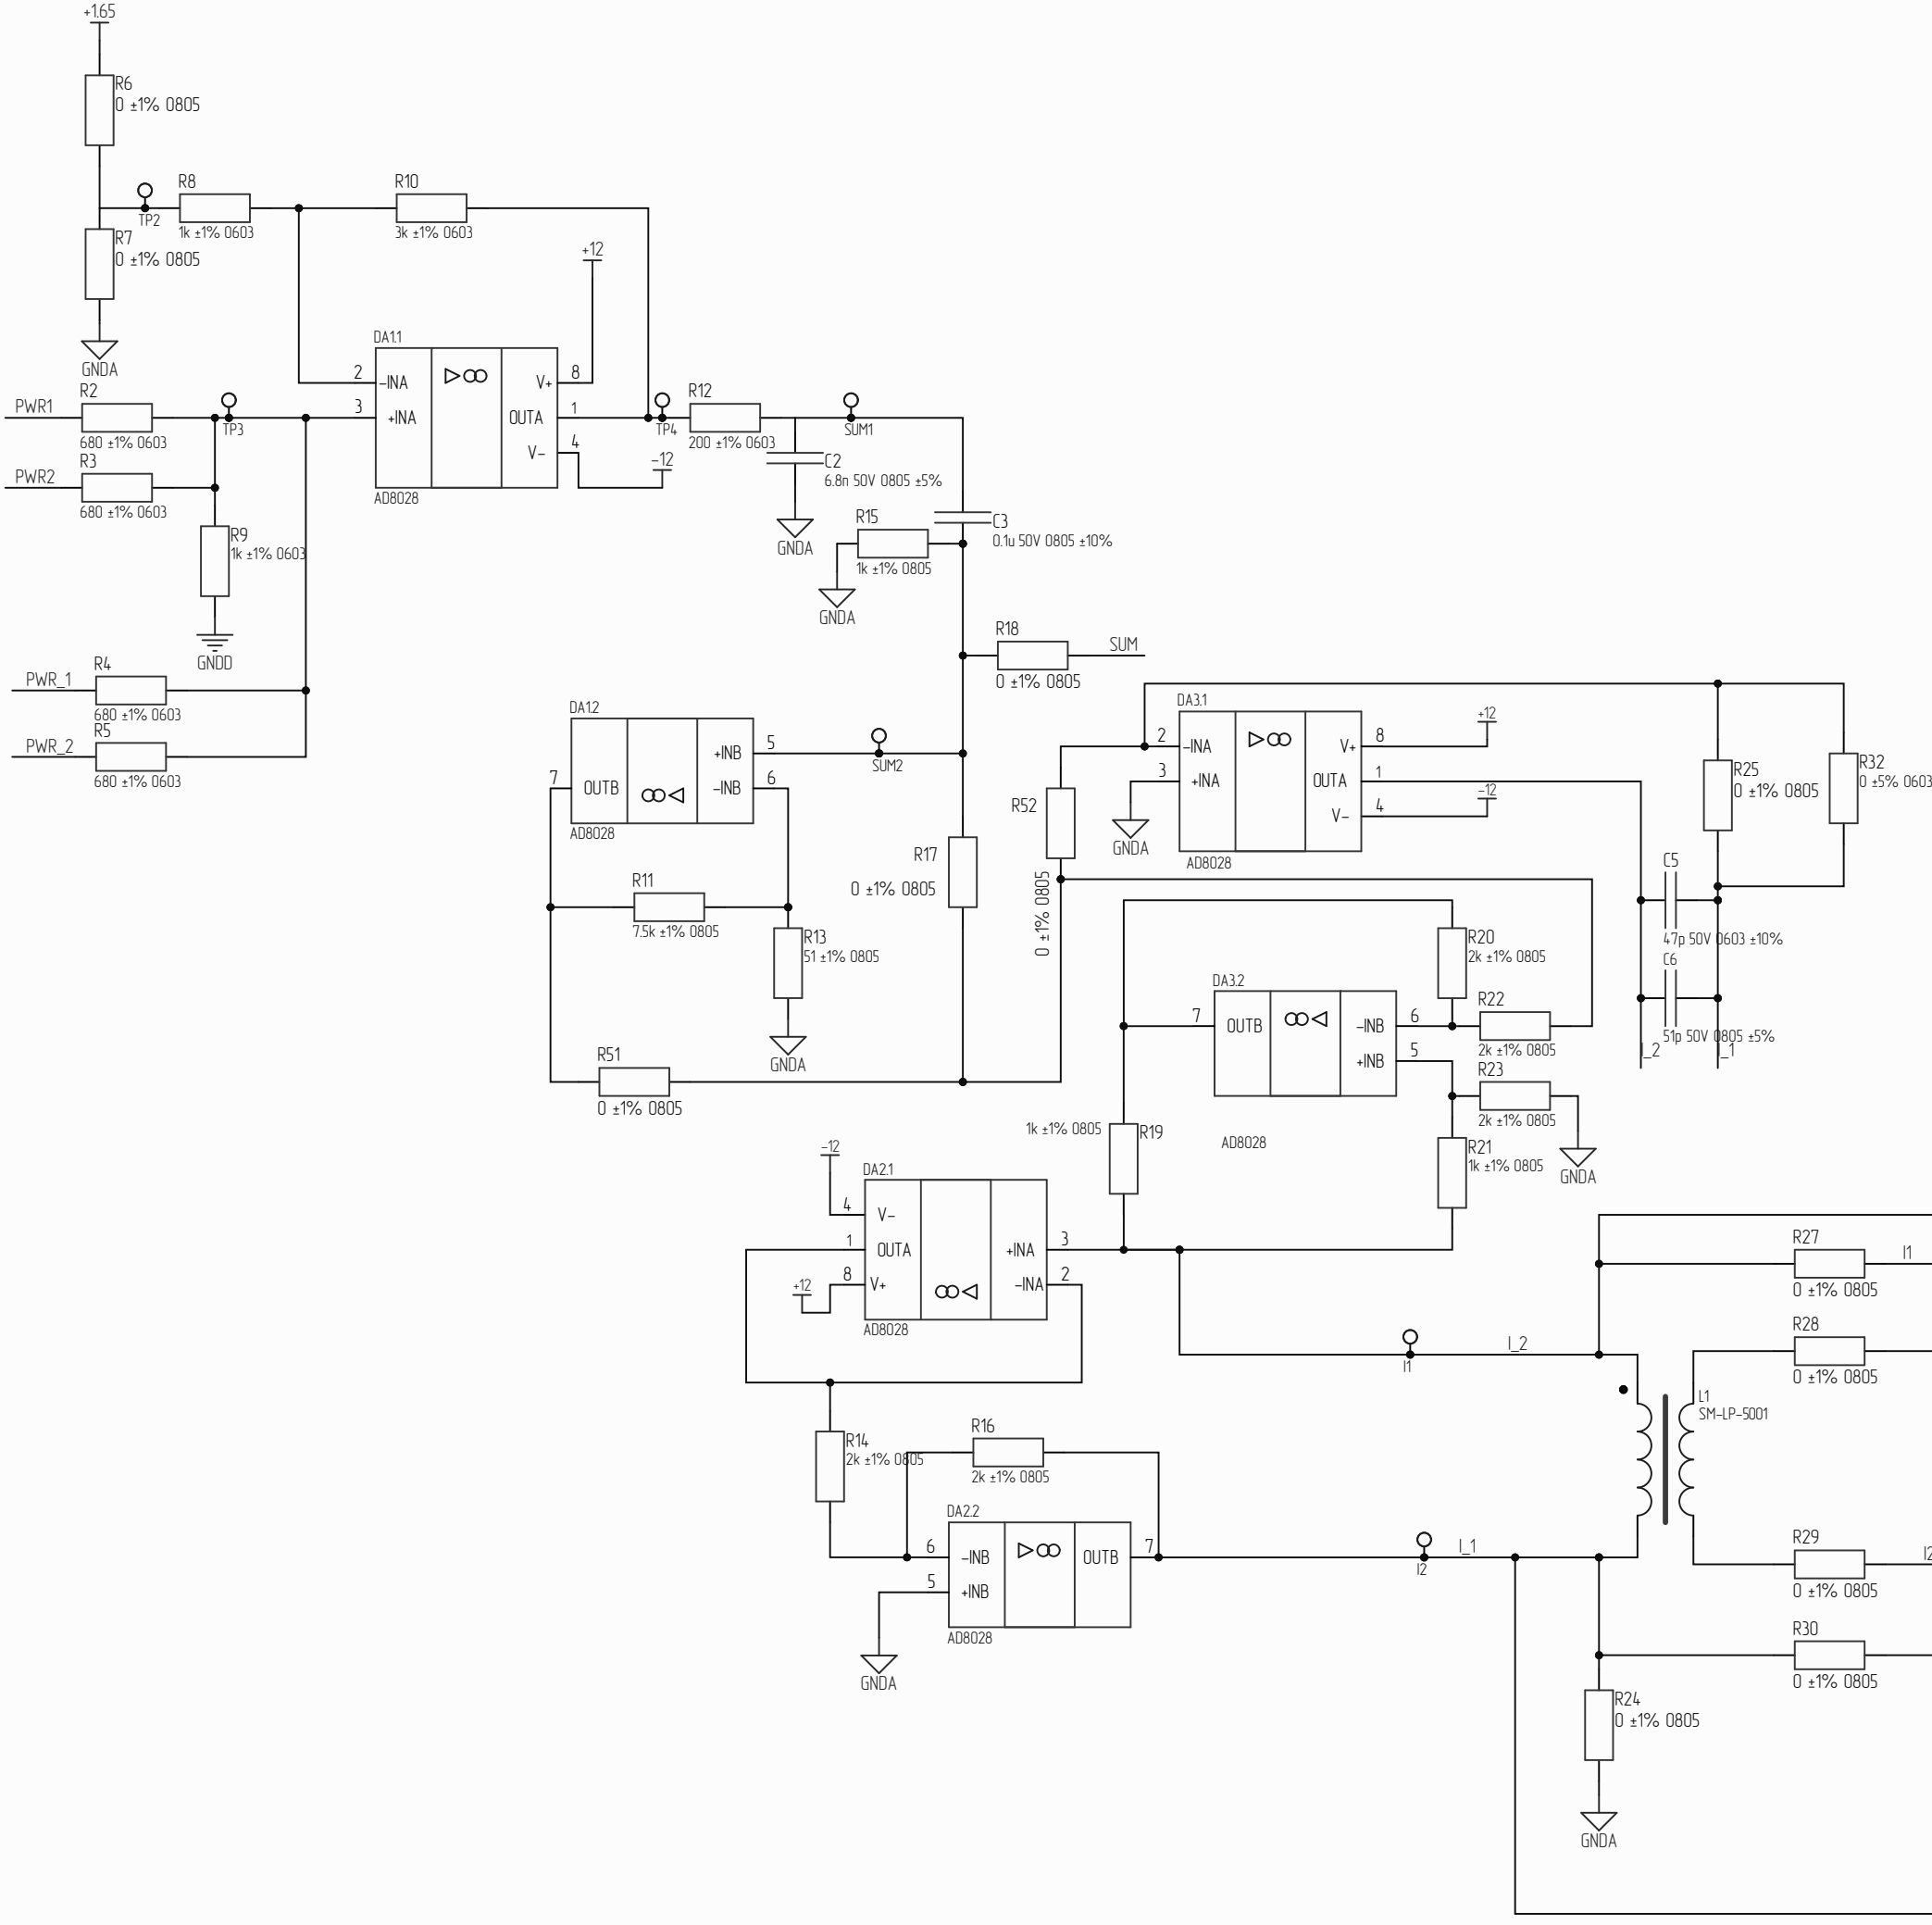 +1.65
R6
0 ±1% 0805
TP2
R8
1k ±1% 0603
R10
3k ±1% 0603
R7
0 ±1% 0805
GNDA
+12
DA1.1
2
-INA
3
+INA
V+
8
OUTA
1
V-
4
-12
AD8028
PWR1
R2
680 ±1% 0603
TP3
PWR2
R3
680 ±1% 0603
R9
1k ±1% 0603
GNDD
PWR_1
R4
680 ±1% 0603
PWR_2
R5
680 ±1% 0603
TP4
R12
200 ±1% 0603
SUM1
C2
6.8n 50V 0805 ±5%
GNDA
R15
1k ±1% 0805
GNDA
C3
0.1u 50V 0805 ±10%
R18
0 ±1% 0805
SUM
DA1.2
7
OUTB
+INB
5
-INB
6
AD8028
SUM2
R11
7.5k ±1% 0805
R13
51 ±1% 0805
GNDA
R17
0 ±1% 0805
R51
0 ±1% 0805
R52
0 ±1% 0805
DA3.1
2
-INA
3
+INA
V+
8
+12
OUTA
1
V-
4
-12
GNDA
AD8028
R25
0 ±1% 0805
R32
0 ±5% 0603
C5
47p 50V 0603 ±10%
C6
51p 50V 0805 ±5%
I_2
I_1
R20
2k ±1% 0805
DA3.2
7
OUTB
-INB
6
+INB
5
AD8028
R22
2k ±1% 0805
R23
2k ±1% 0805
GNDA
R21
1k ±1% 0805
1k ±1% 0805
R19
-12
DA2.1
4
V-
1
OUTA
8
V+
+12
+INA
3
-INA
2
AD8028
I1
I_2
R27
0 ±1% 0805
I1
R28
0 ±1% 0805
L1
SM-LP-5001
R14
2k ±1% 0805
R16
2k ±1% 0805
DA2.2
6
-INB
5
+INB
OUTB
7
AD8028
GNDA
I2
I_1
R29
0 ±1% 0805
I2
R30
0 ±1% 0805
R24
0 ±1% 0805
GNDA